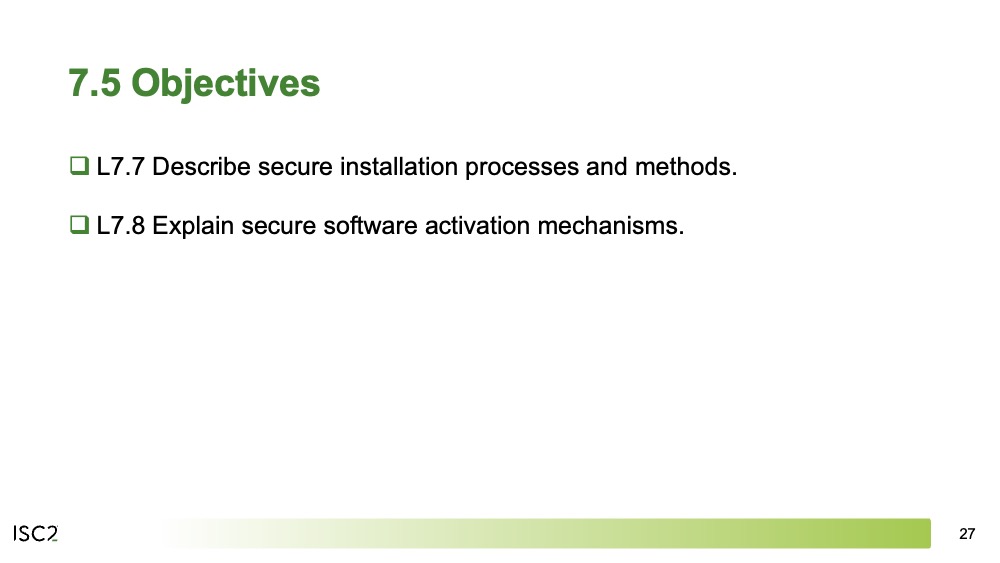 7.5 Objectives
L7.7 Describe secure installation processes and methods.
L7.8 Explain secure software activation mechanisms.
ISC2
27